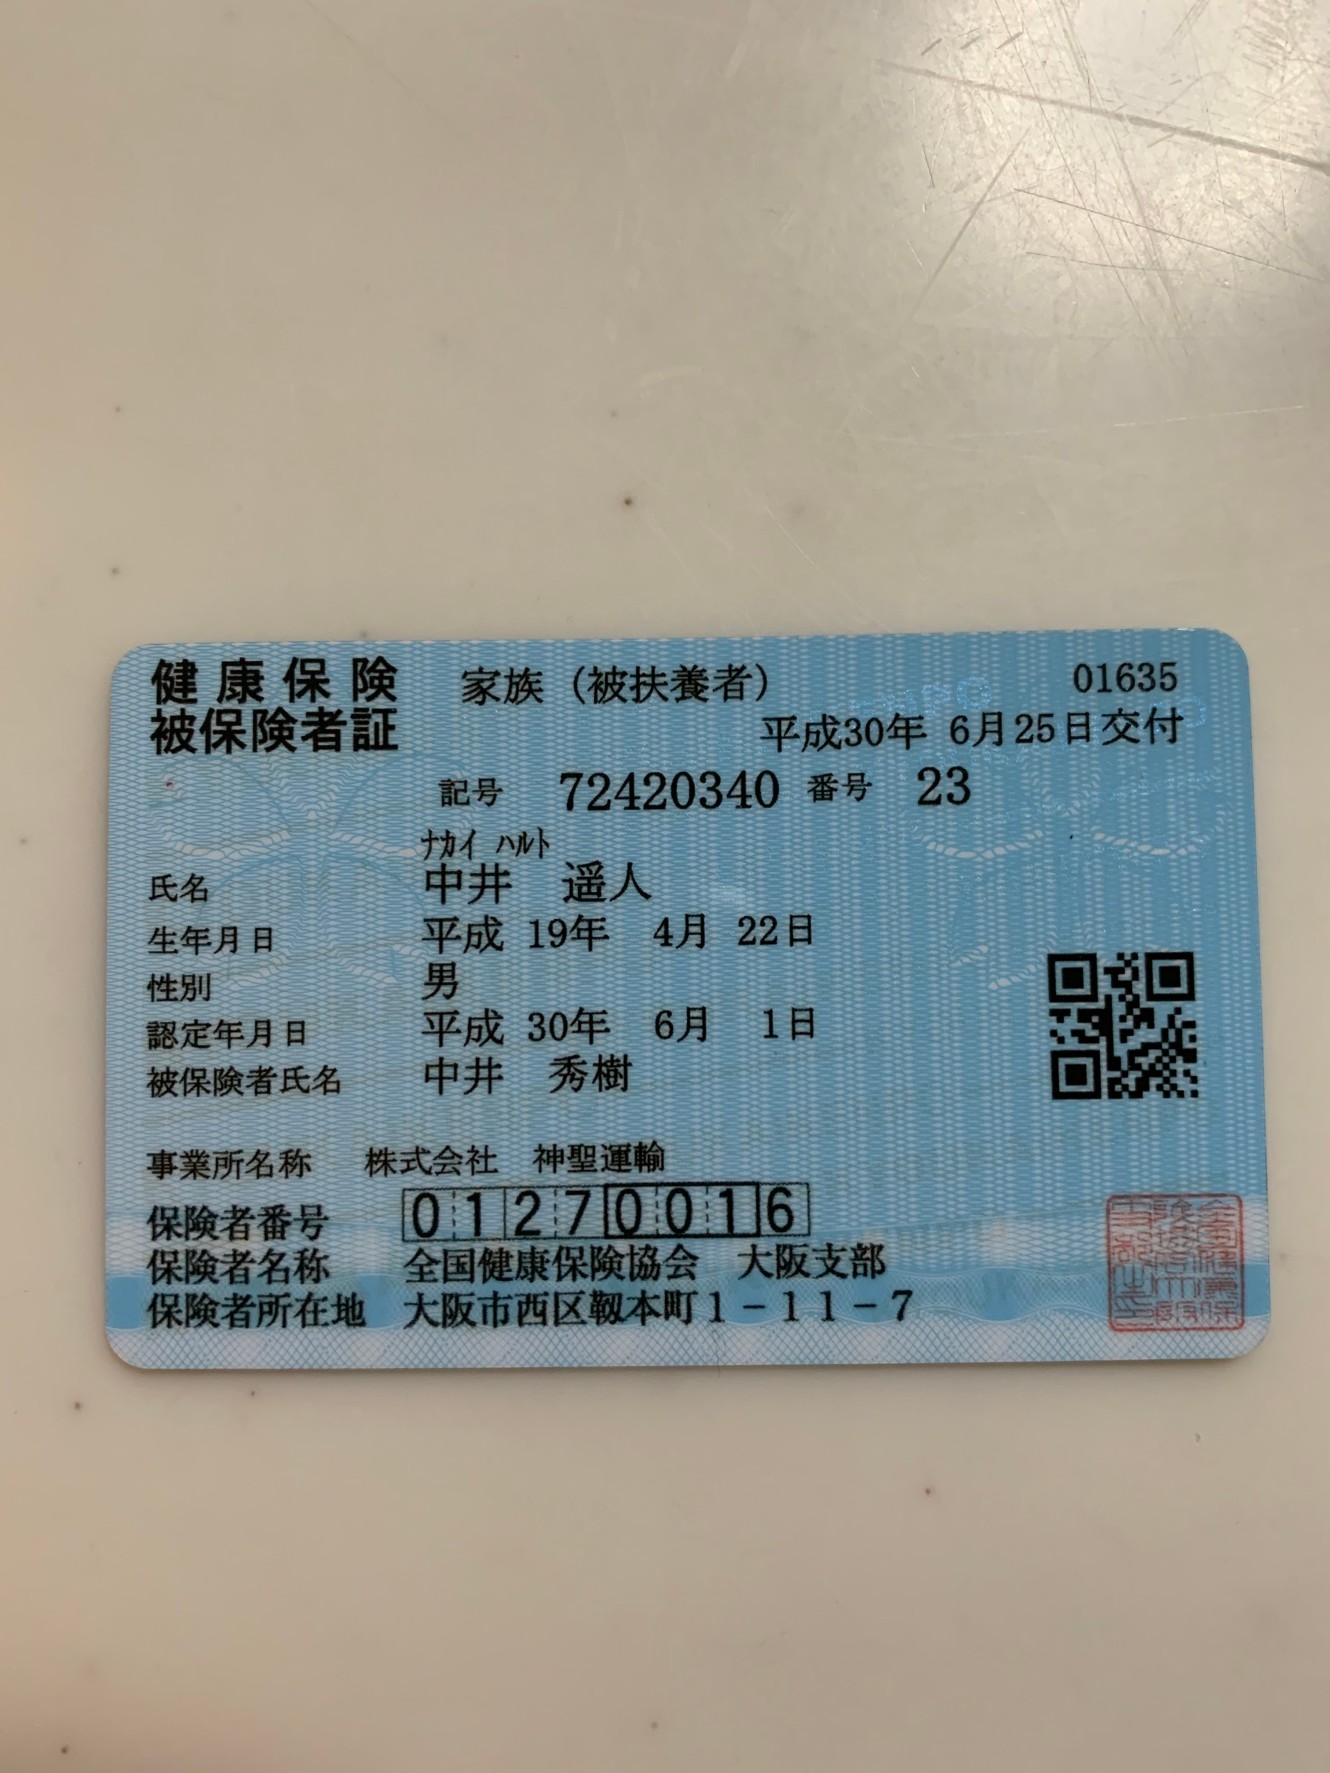 健康保険 家族（被扶養者） 01635
被保険者証 平成30年 6月25日交付
記号 72420340 番号 23
ﾅｶｲ ﾊﾙﾄ
氏名 中井 遥人
生年月日 平成 19年 4月 22日
性別 男
認定年月日 平成 30年 6月 1日
被保険者氏名 中井 秀樹
事業所名称 株式会社 神聖運輸
保険者番号 01270016
保険者名称 全国健康保険協会 大阪支部
保険者所在地 大阪市西区靱本町1－11－7